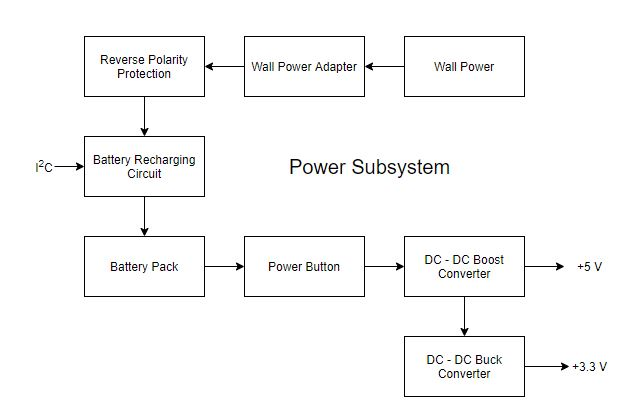 Reverse Polarity
Protection
Wall Power Adapter
Wall Power
Battery Recharging
Circuit
I²C
Power Subsystem
Battery Pack
Power Button
DC - DC Boost
Converter
+5 V
DC - DC Buck
Converter
+3.3 V